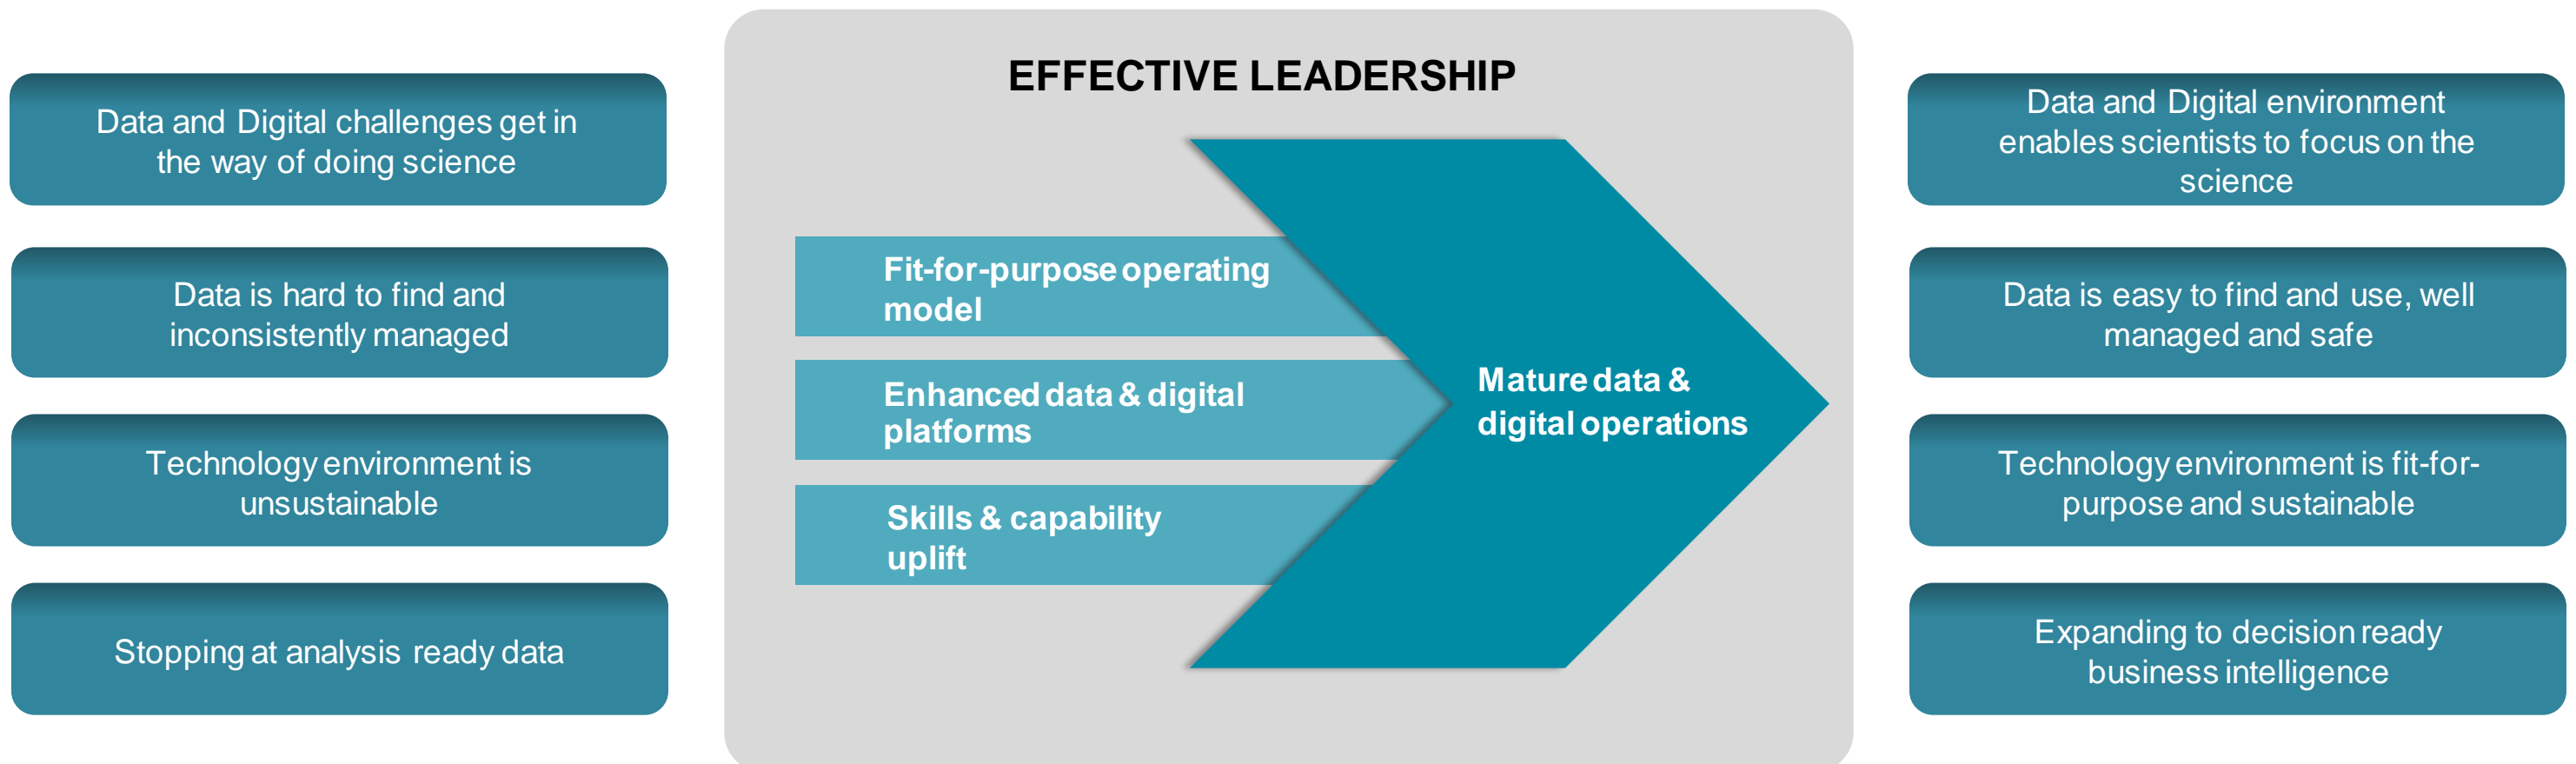 Data and Digital challenges get in
the way of doing science
Data is hard to find and
inconsistently managed
Technology environment is
unsustainable
Stopping at analysis ready data
EFFECTIVE LEADERSHIP
Fit-for-purpose operating
model
Enhanced data & digital
platforms
Skills & capability
uplift
Mature data &
digital operations
Data and Digital environment
enables scientists to focus on the
science
Data is easy to find and use, well
managed and safe
Technology environment is fit-for-
purpose and sustainable
Expanding to decision ready
business intelligence